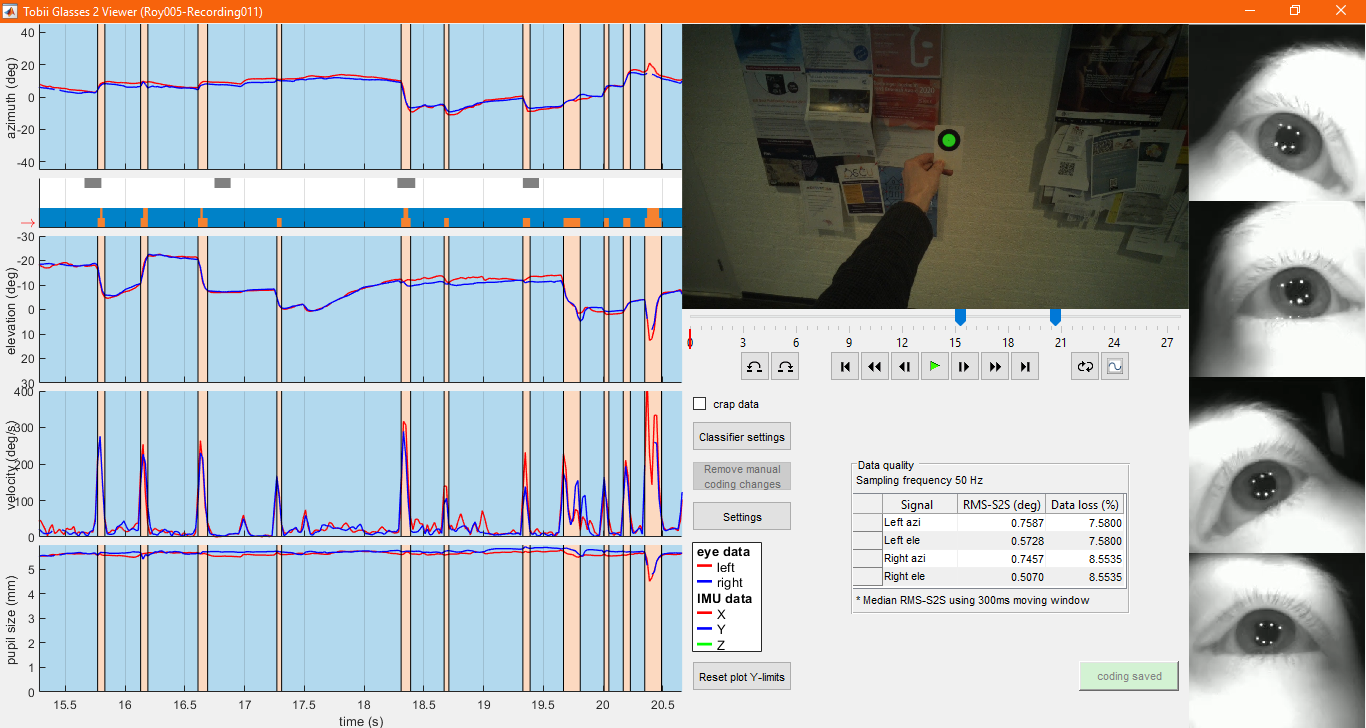 Tobii Glasses 2 Viewer (Roy005-Recording011)
azimuth (deg)
40
20
0
-20
-40
→
elevation (deg)
-30
-20
-10
0
10
20
30
velocity (deg/s)
400
300
200
100
0
pupil size (mm)
5
4
3
2
1
0
15.5 16 16.5 17 17.5 18 18.5 19 19.5 20 20.5
time (s)
0 3 6 9 12 15 18 21 24 27
crap data
Classifier settings
Remove manual
coding changes
Settings
eye data
left
right
IMU data
X
Y
Z
Reset plot Y-limits
Data quality
Sampling frequency 50 Hz
Signal RMS-S2S (deg) Data loss (%)
Left azi 0.7587 7.5800
Left ele 0.5728 7.5800
Right azi 0.7457 8.5535
Right ele 0.5070 8.5535
* Median RMS-S2S using 300ms moving window
coding saved